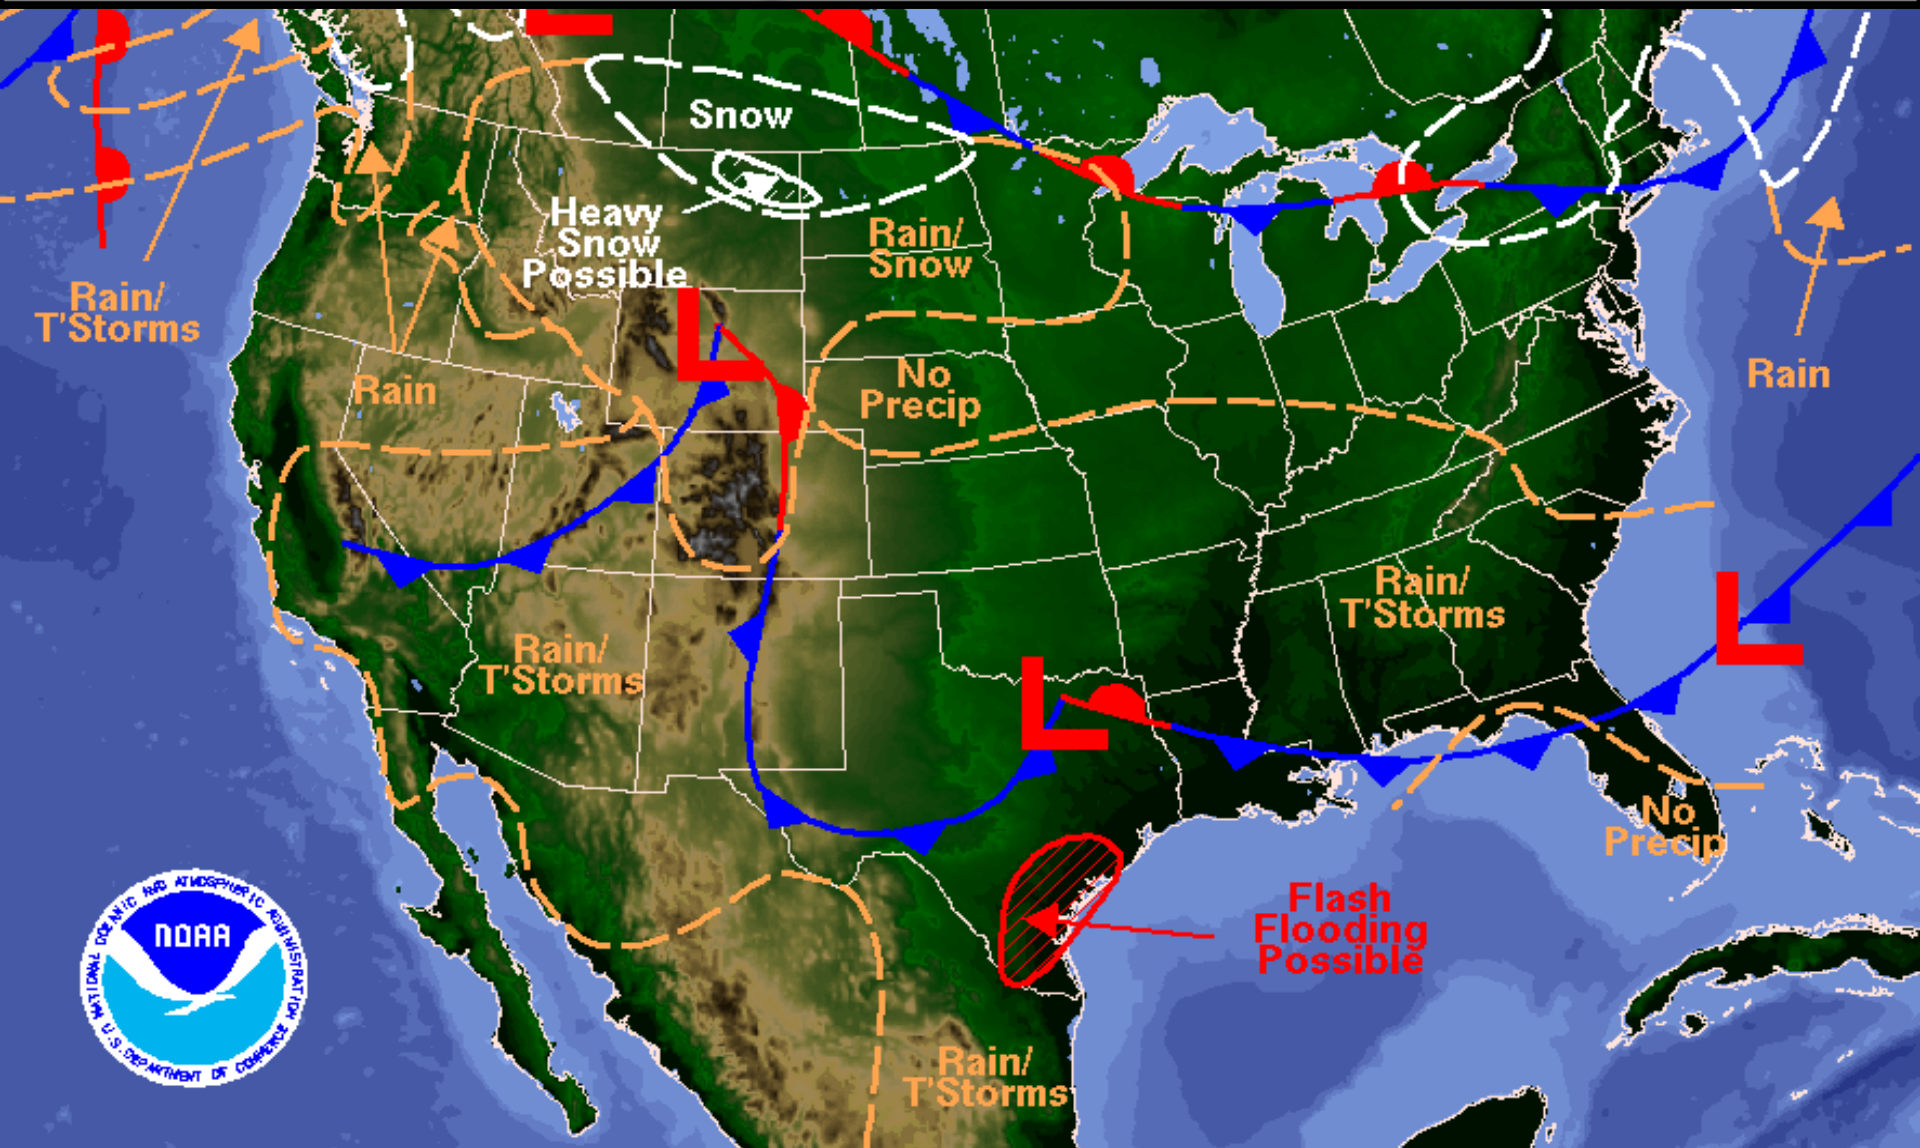 Snow
Heavy
Snow
Possible
Rain/
Snow
Rain/
T'Storms
Rain
No
Precip
Rain
Rain/
T'Storms
Rain/
T'Storms
No
Precip
Flash
Flooding
Possible
Rain/
T'Storms
L
L
L
NOAA
NATIONAL OCEANIC AND ATMOSPHERIC ADMINISTRATION
U.S. DEPARTMENT OF COMMERCE